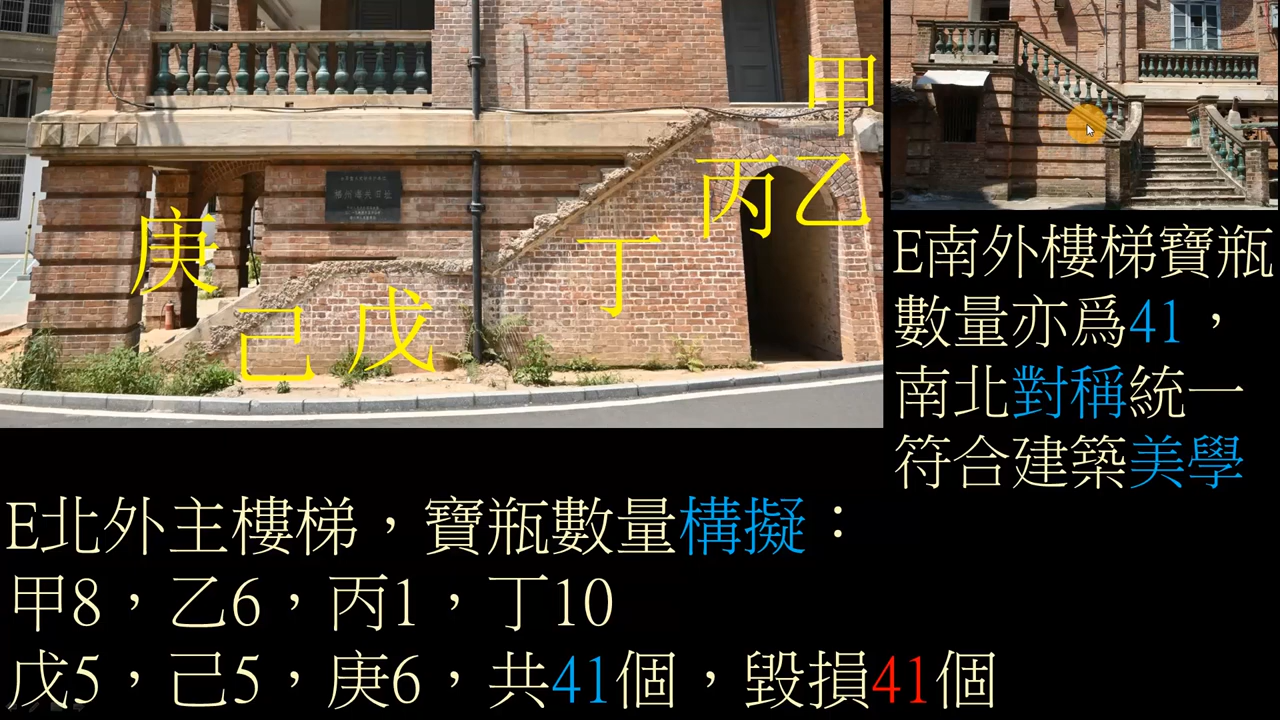 甲
丙乙
庚
丁
己戊
E南外樓梯寶瓶
數量亦爲41，
南北對稱統一
符合建築美學
E北外主樓梯，寶瓶數量構擬：
甲8，乙6，丙1，丁10
戊5，己5，庚6，共41個，毀損41個